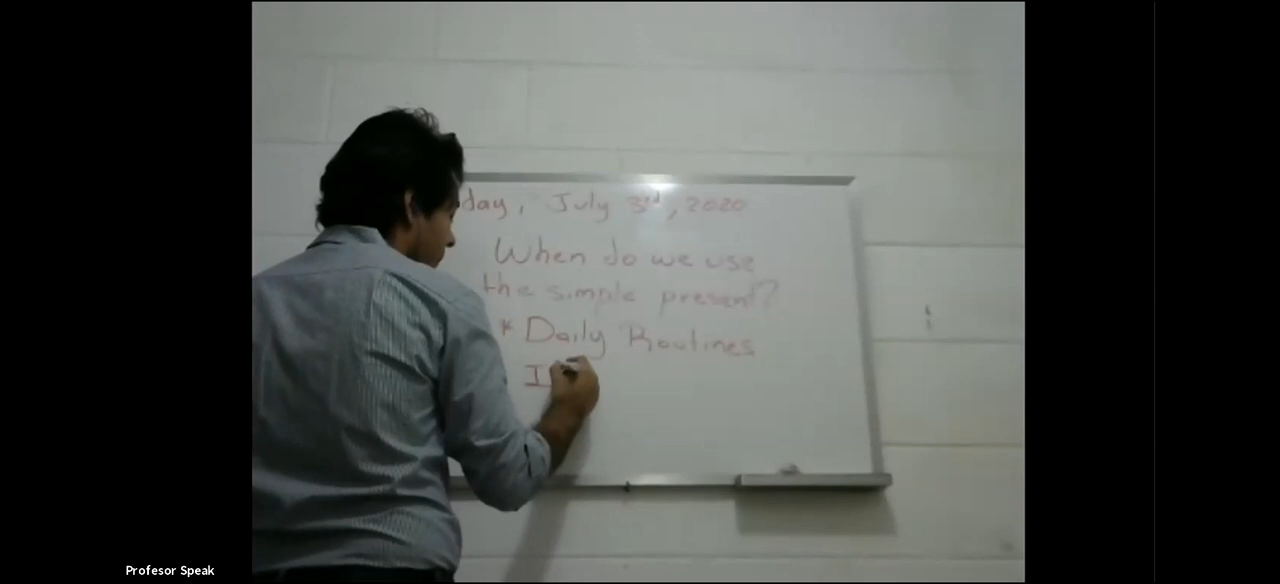 day, July 3rd, 2020
When do we use
the simple present?
* Daily Routines
I
Profesor Speak